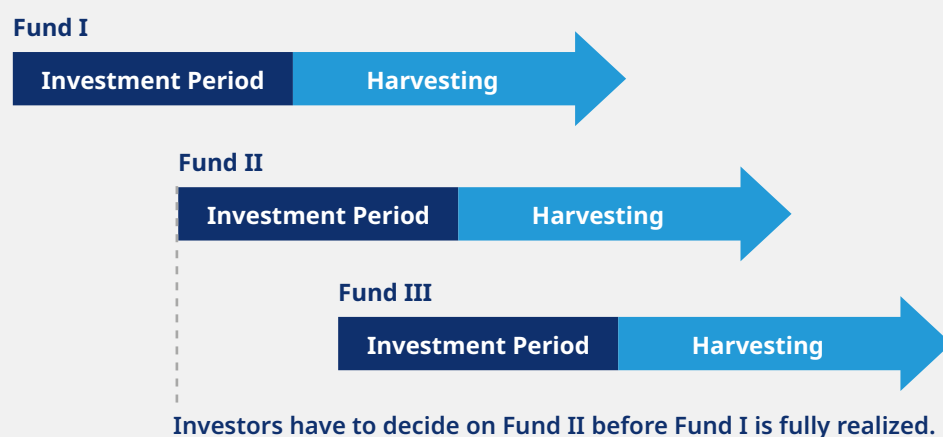 Fund I
Investment Period Harvesting
Fund II
Investment Period Harvesting
Fund III
Investment Period Harvesting
Investors have to decide on Fund II before Fund I is fully realized.